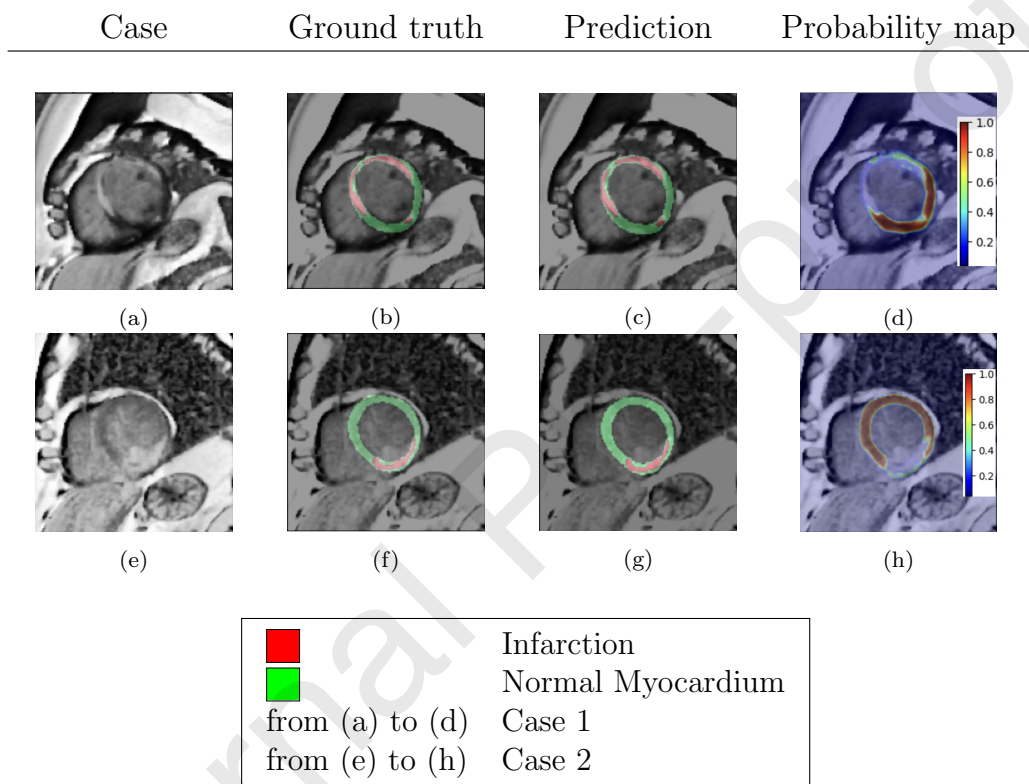 Case Ground truth Prediction Probability map
1.0
0.8
0.6
0.4
0.2
(a) (b) (c) (d)
1.0
0.8
0.6
0.4
0.2
(e) (f) (g) (h)
Infarction
Normal Myocardium
from (a) to (d) Case 1
from (e) to (h) Case 2